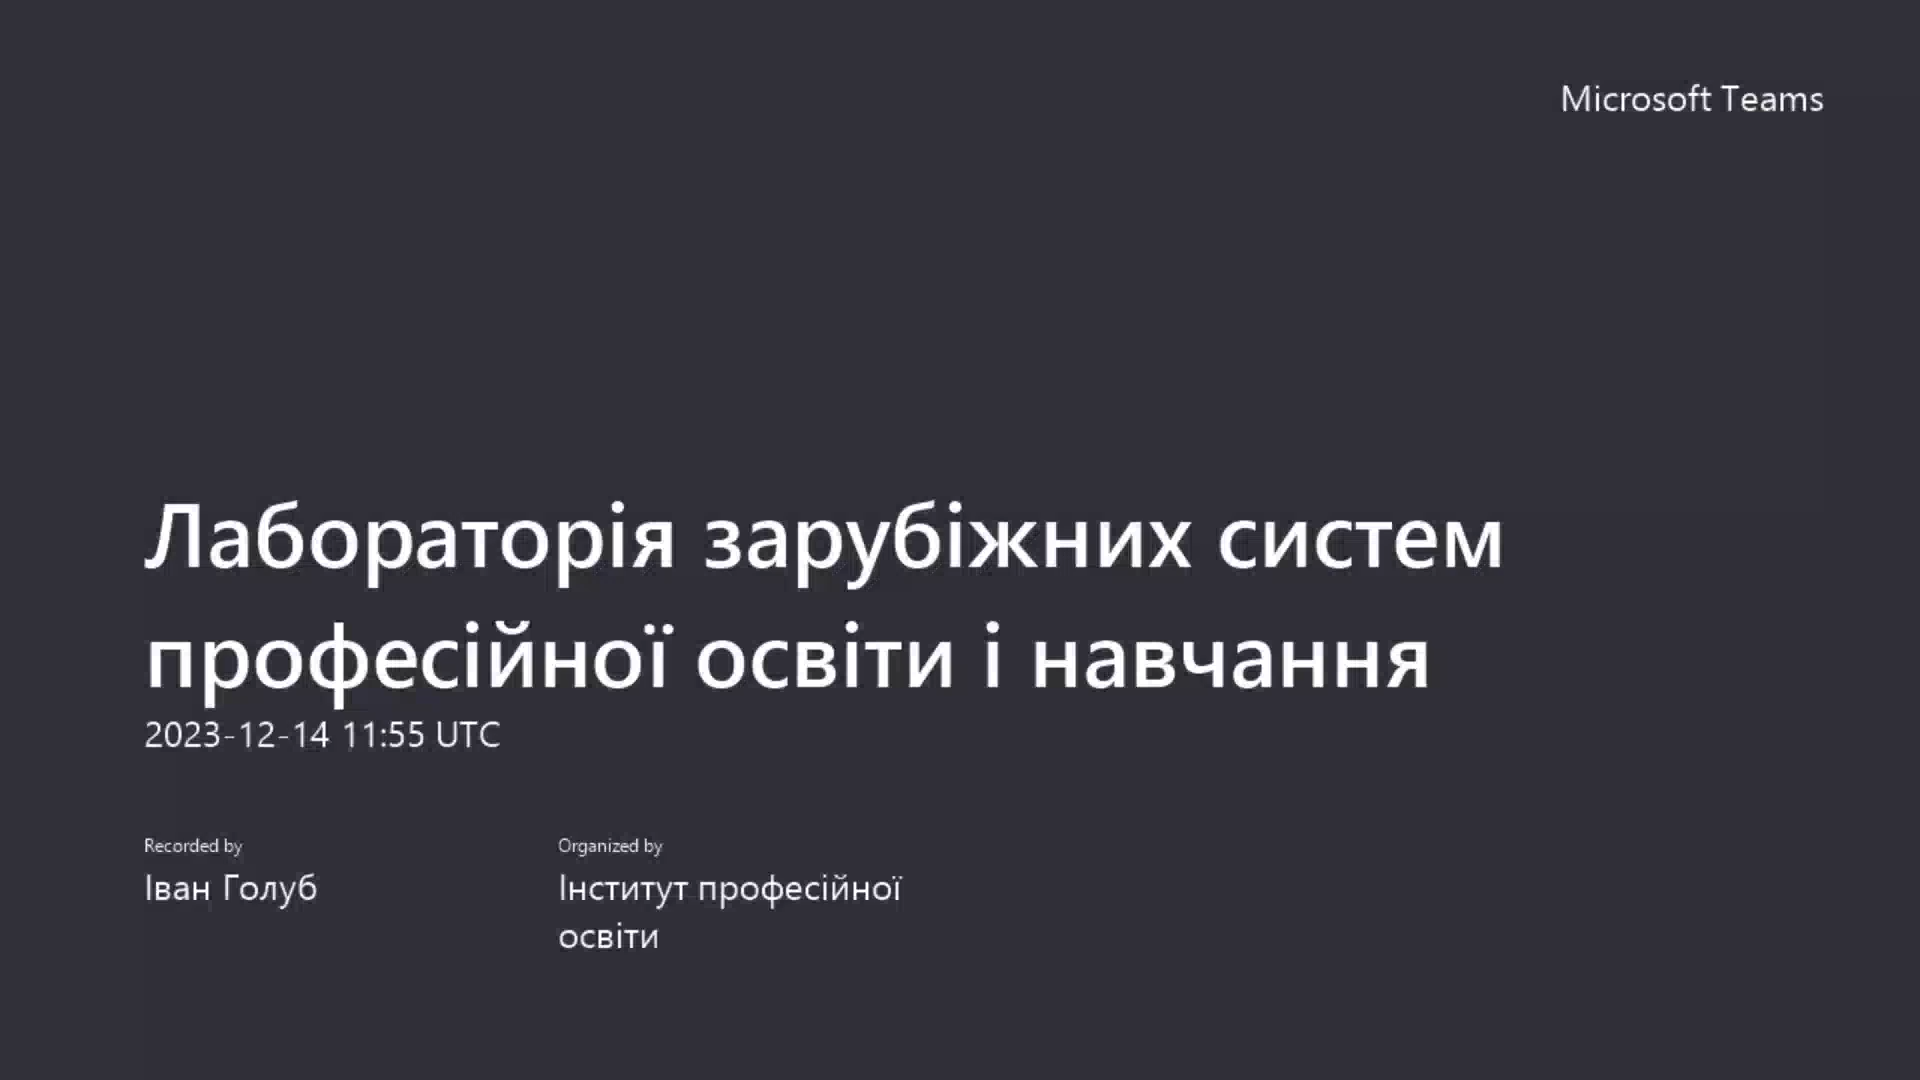 Microsoft Teams
Лабораторія зарубіжних систем
професійної освіти і навчання
2023-12-14 11:55 UTC
Recorded by
Іван Голуб
Organized by
Інститут професійної
освіти